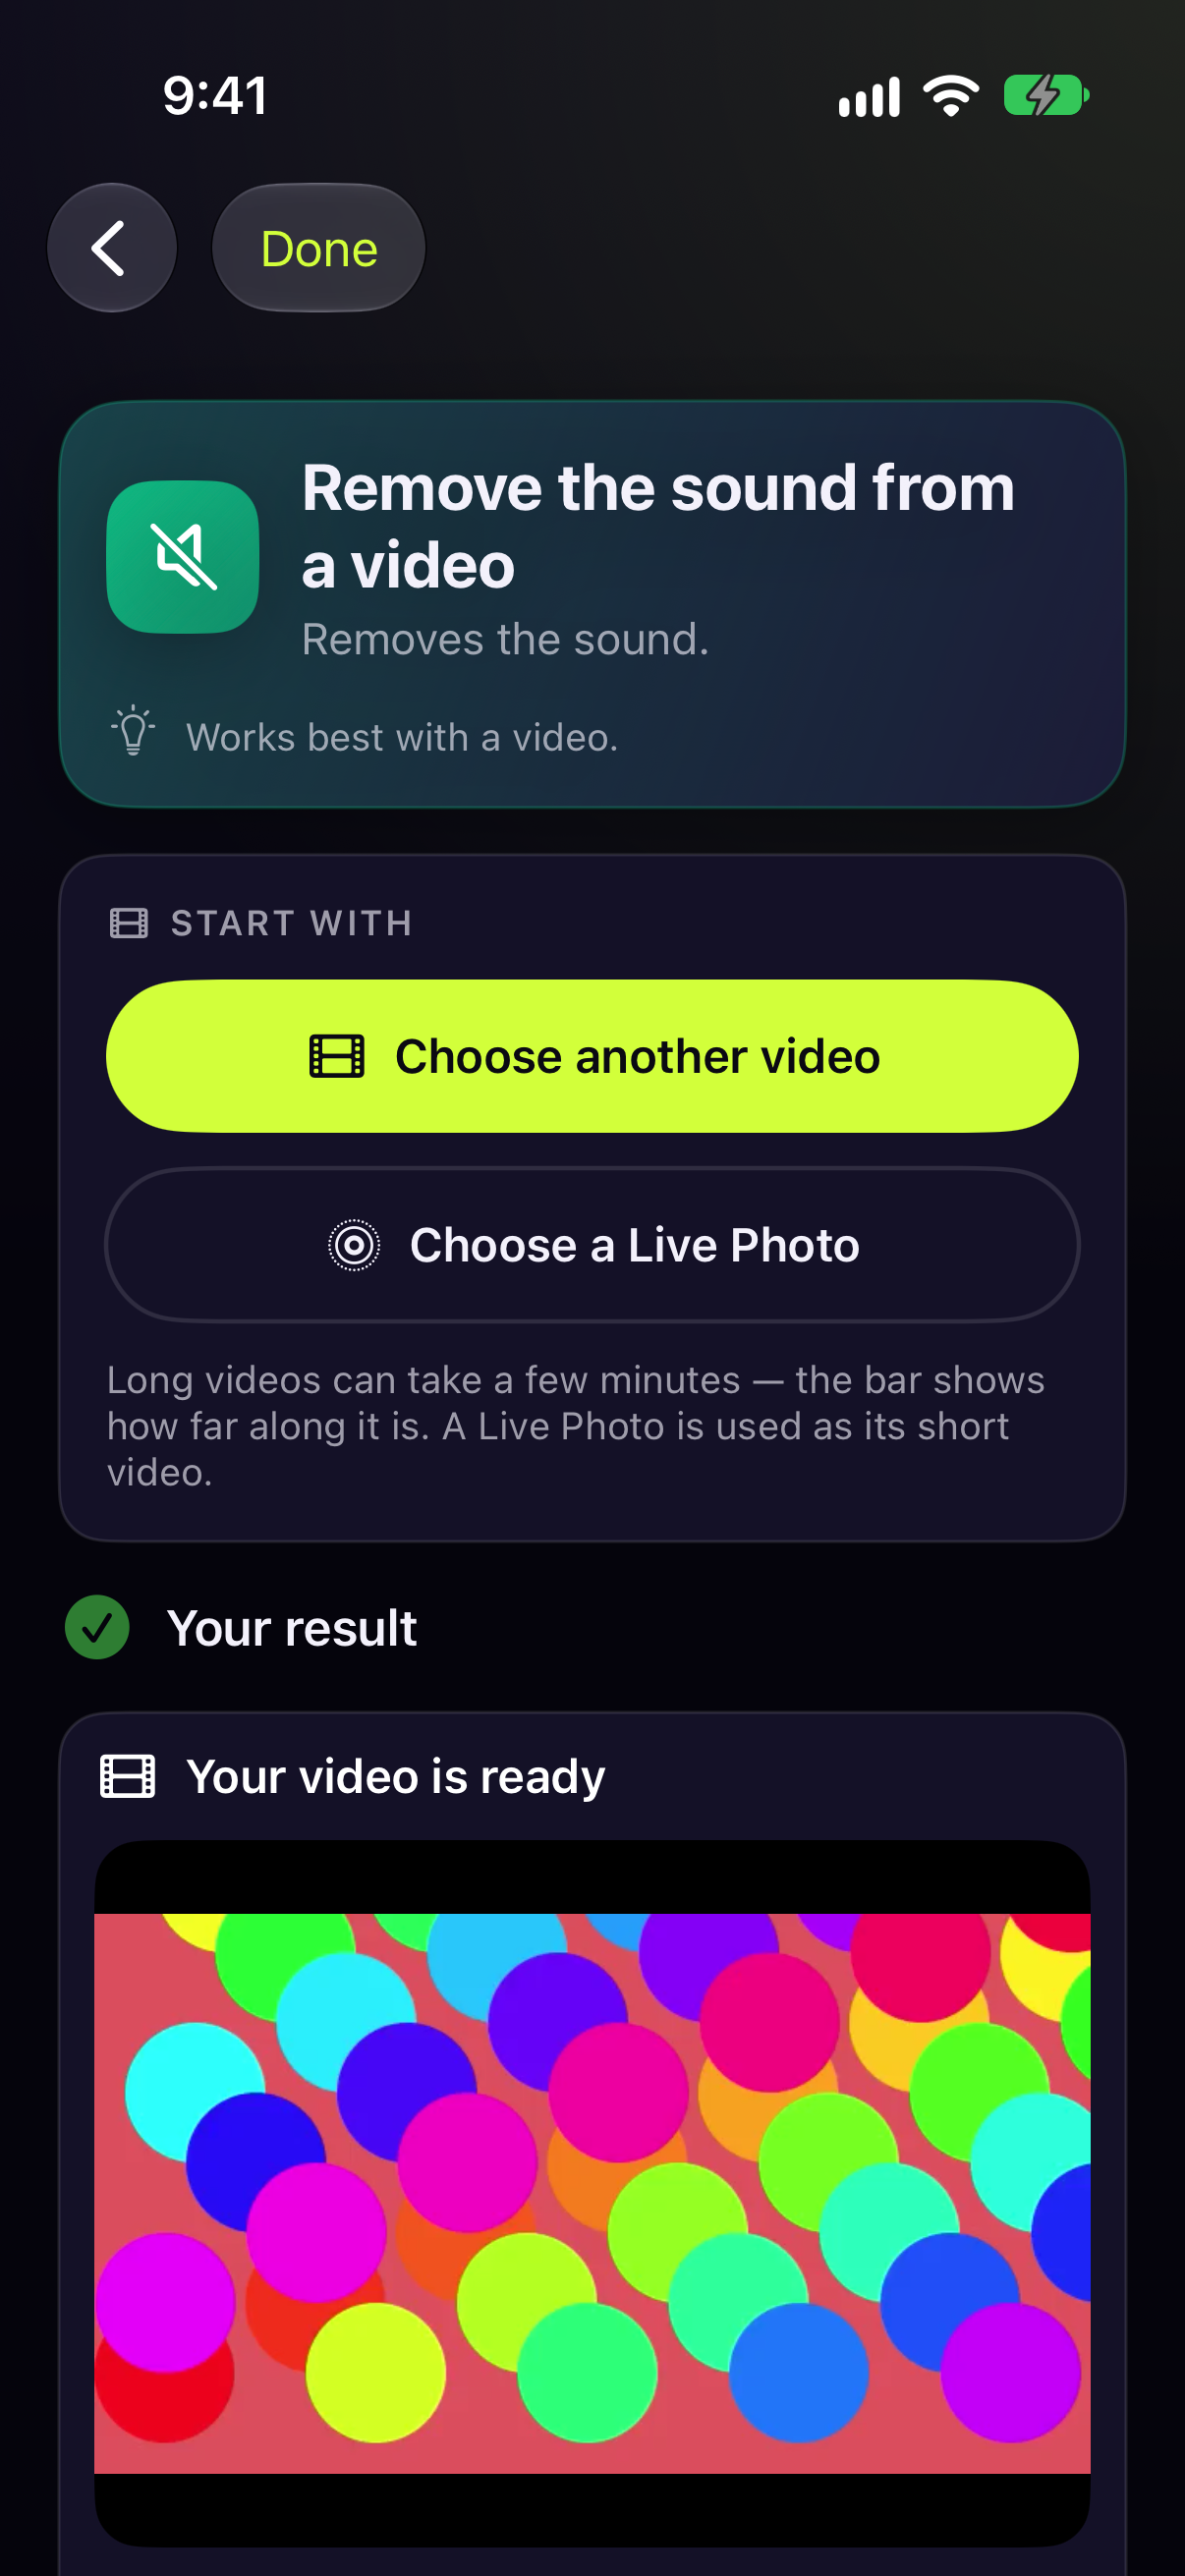 9:41
Done
Remove the sound from
a video
Removes the sound.
Works best with a video.
START WITH
Choose another video
Choose a Live Photo
Long videos can take a few minutes — the bar shows
how far along it is. A Live Photo is used as its short
video.
Your result
Your video is ready